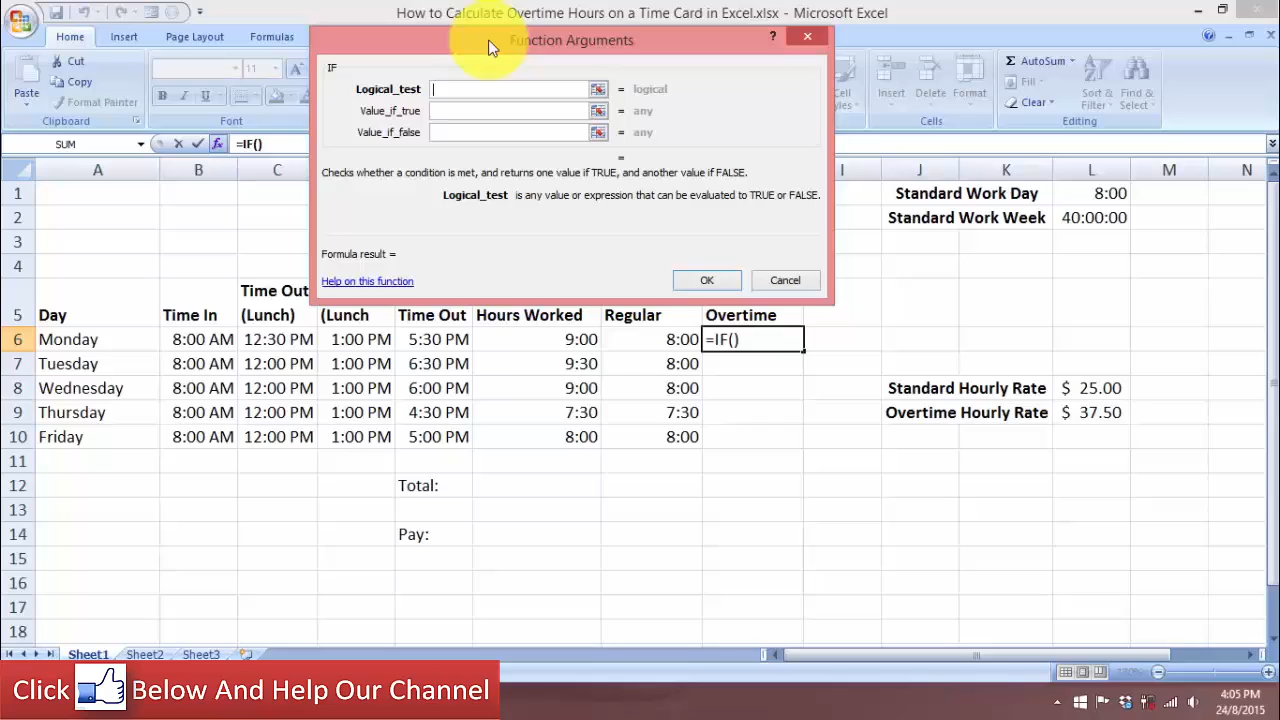 How to Calculate Overtime Hours on a Time Card in Excel.xlsx - Microsoft Excel
Home Insert Page Layout Formulas
Cut
Copy
Format Painter
Paste
Clipboard
11 A
B I U
Font
Function Arguments ?
IF
Logical_test = logical
Value_if_true = any
Value_if_false = any
=
Checks whether a condition is met, and returns one value if TRUE, and another value if FALSE.
Logical_test is any value or expression that can be evaluated to TRUE or FALSE.
Formula result =
Help on this function
OK Cancel
Insert Delete Format
Cells
Σ AutoSum
Fill
Clear
Sort & Filter
Find & Select
Editing
SUM fx =IF()
A B C I J K L M N
1 Standard Work Day 8:00
2 Standard Work Week 40:00:00
3
4
5 Day Time In Time Out (Lunch) (Lunch Time Out Hours Worked Regular Overtime
6 Monday 8:00 AM 12:30 PM 1:00 PM 5:30 PM 9:00 8:00 =IF()
7 Tuesday 8:00 AM 12:00 PM 1:00 PM 6:30 PM 9:30 8:00
8 Wednesday 8:00 AM 12:00 PM 1:00 PM 6:00 PM 9:00 8:00 Standard Hourly Rate $ 25.00
9 Thursday 8:00 AM 12:00 PM 1:00 PM 4:30 PM 7:30 7:30 Overtime Hourly Rate $ 37.50
10 Friday 8:00 AM 12:00 PM 1:00 PM 5:00 PM 8:00 8:00
11
12 Total:
13
14 Pay:
15
16
17
18
Sheet1 Sheet2 Sheet3
Click Below And Help Our Channel
4:05 PM
24/8/2015